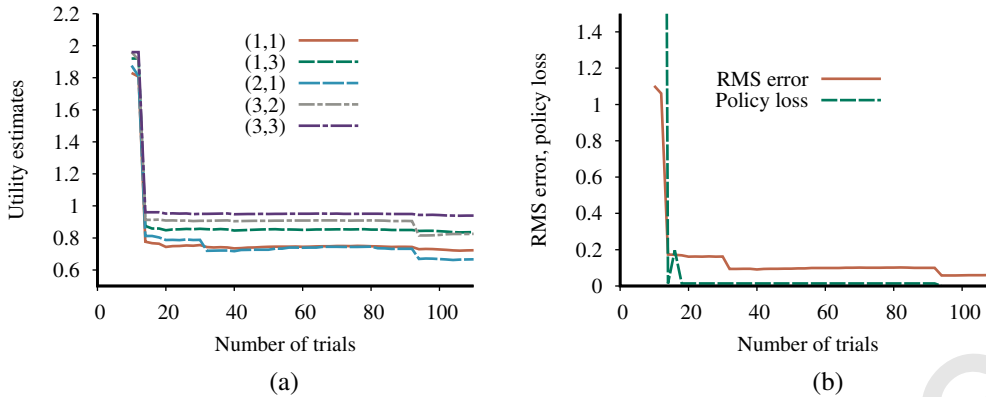 2.2
2
1.8
1.6
1.4
1.2
1
0.8
0.6
Utility estimates
(1,1)
(1,3)
(2,1)
(3,2)
(3,3)
0 20 40 60 80 100
Number of trials
(a)
1.4
1.2
1
0.8
0.6
0.4
0.2
0
RMS error, policy loss
RMS error
Policy loss
0 20 40 60 80 100
Number of trials
(b)